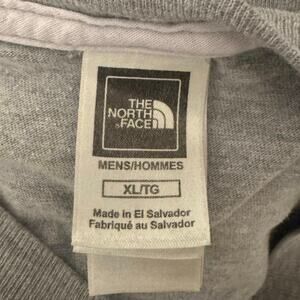 THE
NORTH
FACE
MENS/HOMMES
XL/TG
Made in El Salvador
Fabriqué au Salvador